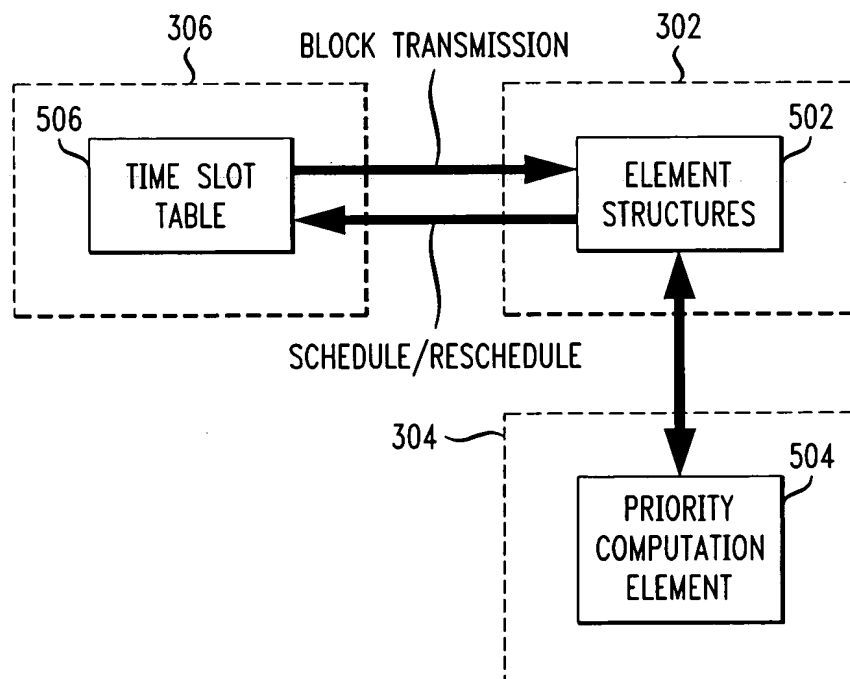 306
BLOCK TRANSMISSION
302
506
TIME SLOT
TABLE
502
ELEMENT
STRUCTURES
SCHEDULE/RESCHEDULE
304
504
PRIORITY
COMPUTATION
ELEMENT